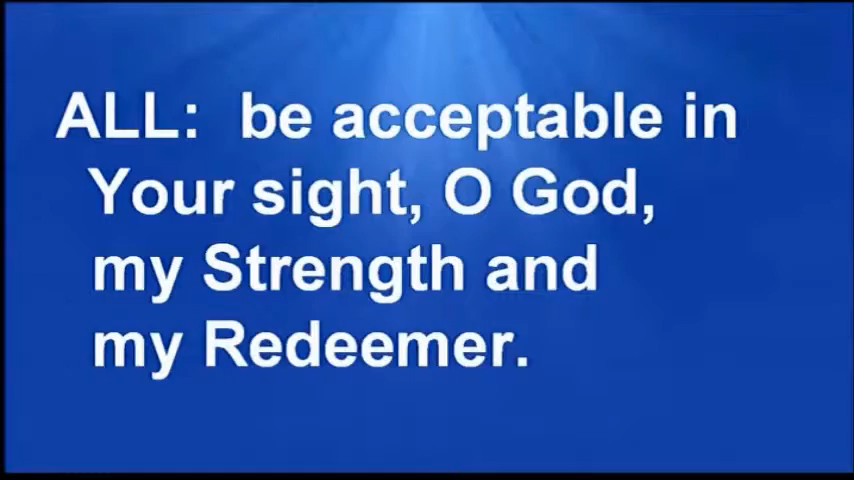 ALL: be acceptable in
Your sight, O God,
my Strength and
my Redeemer.